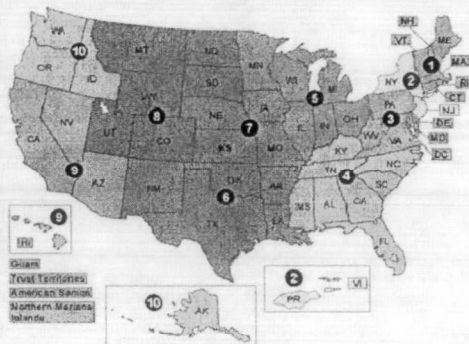 WA
OR
ID
10
MT
ND
SD
MN
WI
MI
NH
VT
ME
1
MA
RI
CT
NY
2
NJ
DE
MD
DC
PA
3
WV
VA
OH
IN
IL
5
IA
NE
7
WY
8
UT
CO
KS
MO
KY
NC
TN
4
SC
GA
AL
MS
FL
LA
AR
OK
6
TX
NM
AZ
NV
CA
9
9
HI
Guam
Trust Territories
American Samoa
Northern Mariana
Islands
10
AK
2
PR
VI